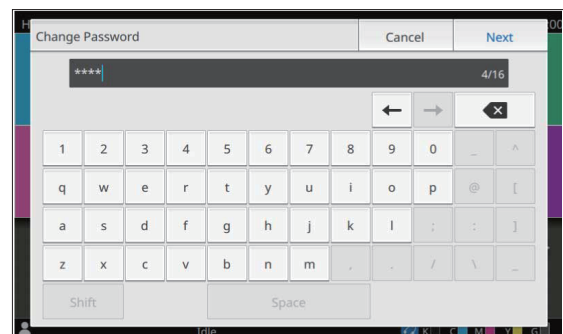 H
:00
Change Password
Cancel
Next
****
4/16
← →
1 2 3 4 5 6 7 8 9 0 _ ^
q w e r t y u i o p @ [
a s d f g h j k l ; : ]
z x c v b n m , . / \ _
Shift
Space
Idle
K C M Y G